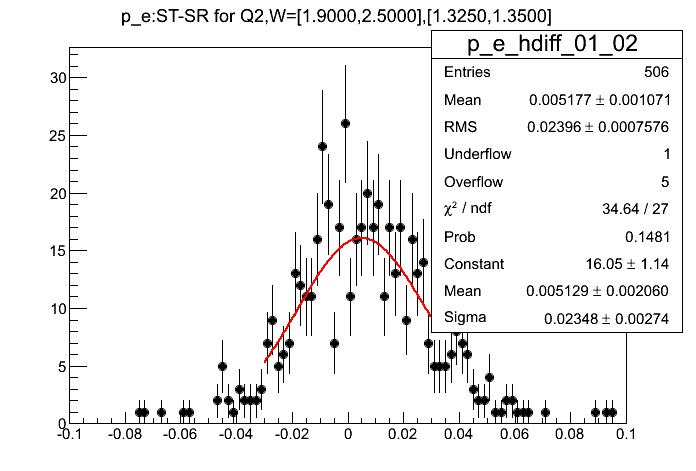 p_e:ST-SR for Q2,W=[1.9000,2.5000],[1.3250,1.3500]
p_e_hdiff_01_02
Entries 506
Mean 0.005177 ± 0.001071
RMS 0.02396 ± 0.0007576
Underflow 1
Overflow 5
χ² / ndf 34.64 / 27
Prob 0.1481
Constant 16.05 ± 1.14
Mean 0.005129 ± 0.002060
Sigma 0.02348 ± 0.00274
30
25
20
15
10
5
0
-0.1 -0.08 -0.06 -0.04 -0.02 0 0.02 0.04 0.06 0.08 0.1